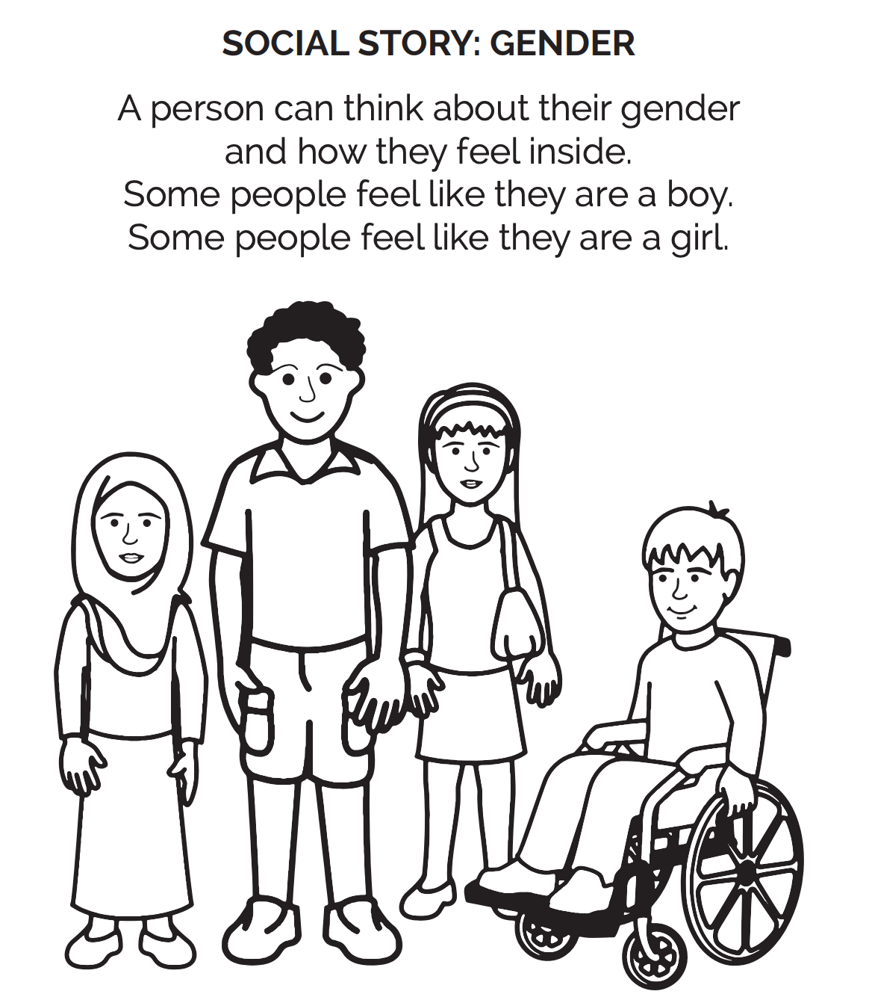 SOCIAL STORY: GENDER
A person can think about their gender
and how they feel inside.
Some people feel like they are a boy.
Some people feel like they are a girl.